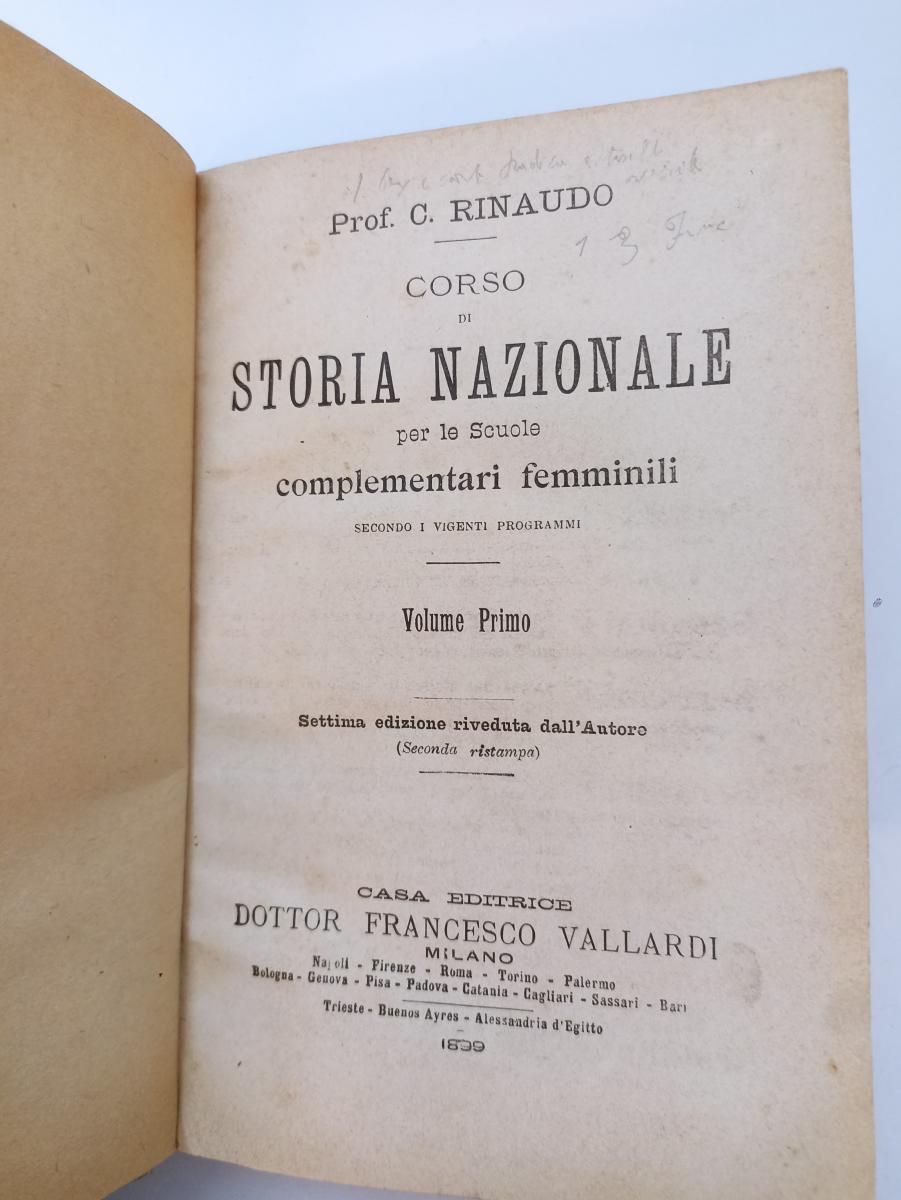 Prof. C. RINAUDO
CORSO
DI
STORIA NAZIONALE
per le Scuole
complementari femminili
SECONDO I VIGENTI PROGRAMMI
Volume Primo
Settima edizione riveduta dall'Autore
(Seconda ristampa)
CASA EDITRICE
DOTTOR FRANCESCO VALLARDI
MILANO
Napoli - Firenze - Roma - Torino - Palermo
Bologna - Genova - Pisa - Padova - Catania - Cagliari - Sassari - Bari
Trieste - Buenos Ayres - Alessandria d'Egitto
1899